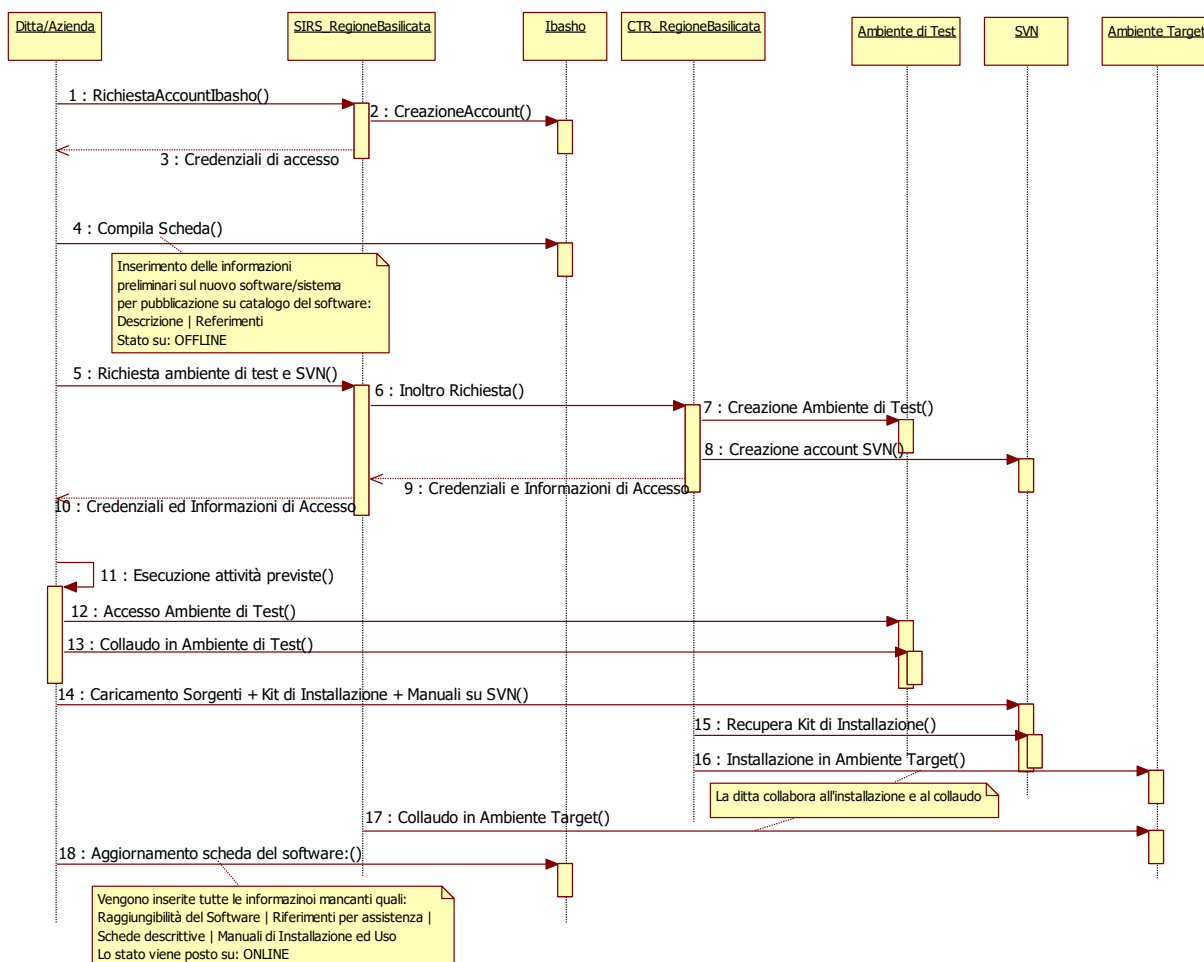 Ditta/Azienda
SIRS_RegioneBasilicata
Ibasho
CTR_RegioneBasilicata
Ambiente di Test
SVN
Ambiente Target
1 : RichiestaAccountIbasho()
2 : CreazioneAccount()
3 : Credenziali di accesso
4 : Compila Scheda()
Inserimento delle informazioni
preliminari sul nuovo software/sistema
per pubblicazione su catalogo del software:
Descrizione | Referimenti
Stato su: OFFLINE
5 : Richiesta ambiente di test e SVN()
6 : Inoltro Richiesta()
7 : Creazione Ambiente di Test()
8 : Creazione account SVN()
9 : Credenziali e Informazioni di Accesso
10 : Credenziali ed Informazioni di Accesso
11 : Esecuzione attività previste()
12 : Accesso Ambiente di Test()
13 : Collaudo in Ambiente di Test()
14 : Caricamento Sorgenti + Kit di Installazione + Manuali su SVN()
15 : Recupera Kit di Installazione()
16 : Installazione in Ambiente Target()
La ditta collabora all'installazione e al collaudo
17 : Collaudo in Ambiente Target()
18 : Aggiornamento scheda del software:()
Vengono inserite tutte le informazinoi mancanti quali:
Raggiungibilità del Software | Riferimenti per assistenza |
Schede descrittive | Manuali di Installazione ed Uso
Lo stato viene posto su: ONLINE